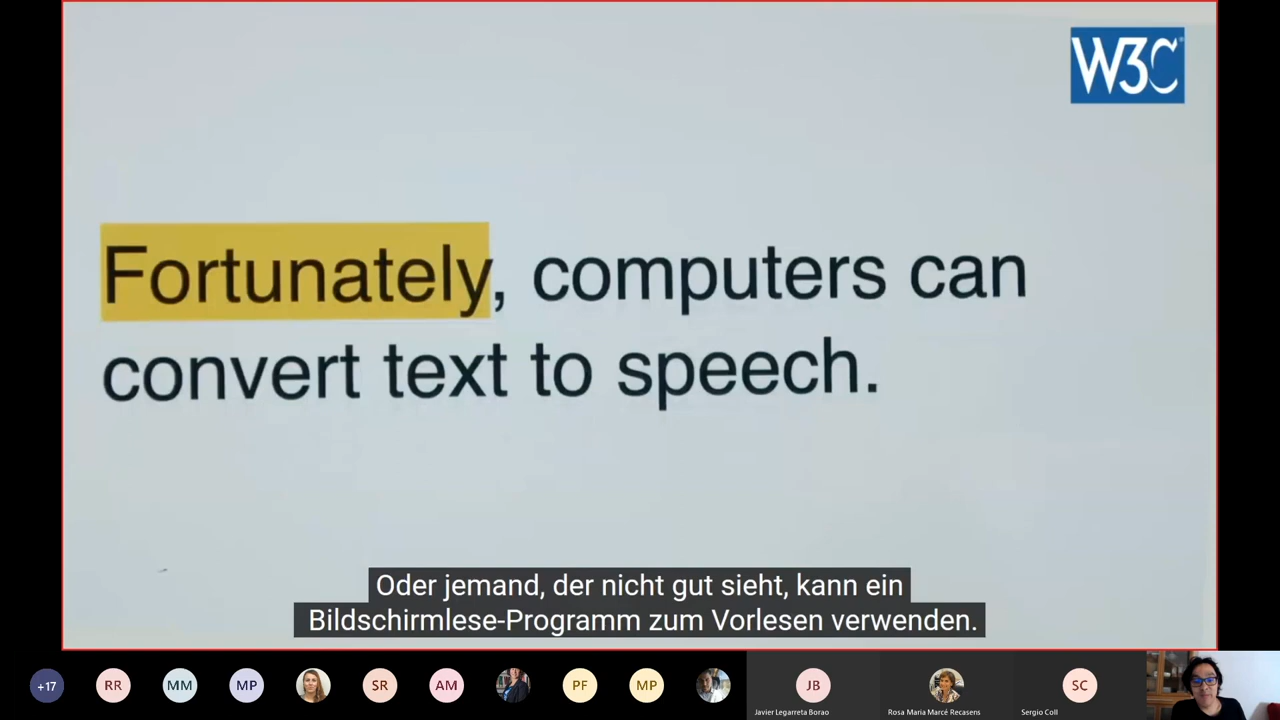 W3C
Fortunately, computers can
convert text to speech.
Oder jemand, der nicht gut sieht, kann ein
Bildschirmlese-Programm zum Vorlesen verwenden.
+17
RR
MM
MP
SR
AM
PF
MP
JB
SC
Javier Legarreta Borao
Rosa Maria Marcé Recasens
Sergio Coll